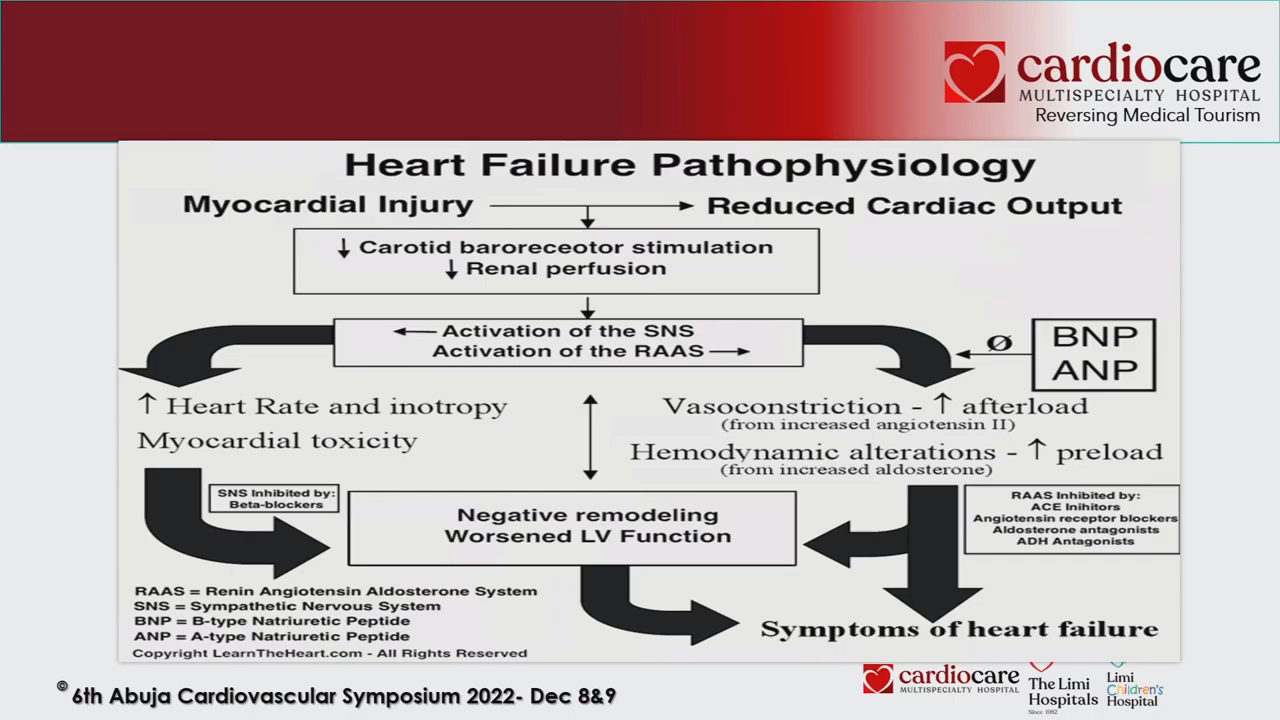 cardiocare
MULTISPECIALTY HOSPITAL
Reversing Medical Tourism
Heart Failure Pathophysiology
Myocardial Injury → Reduced Cardiac Output
↓ Carotid baroreceotor stimulation
↓ Renal perfusion
← Activation of the SNS
Activation of the RAAS →
Ø
BNP
ANP
↑ Heart Rate and inotropy
Myocardial toxicity
Vasoconstriction - ↑ afterload
(from increased angiotensin II)
Hemodynamic alterations - ↑ preload
(from increased aldosterone)
SNS Inhibited by:
Beta-blockers
Negative remodeling
Worsened LV Function
RAAS Inhibited by:
ACE Inihitors
Angiotensin receptor blockers
Aldosterone antagonists
ADH Antagonists
RAAS = Renin Angiotensin Aldosterone System
SNS = Sympathetic Nervous System
BNP = B-type Natriuretic Peptide
ANP = A-type Natriuretic Peptide
Copyright LearnTheHeart.com - All Rights Reserved
Symptoms of heart failure
© 6th Abuja Cardiovascular Symposium 2022- Dec 8&9
cardiocare
MULTISPECIALTY HOSPITAL
The Limi
Hospitals
Since 1982
Limi
Children's
Hospital